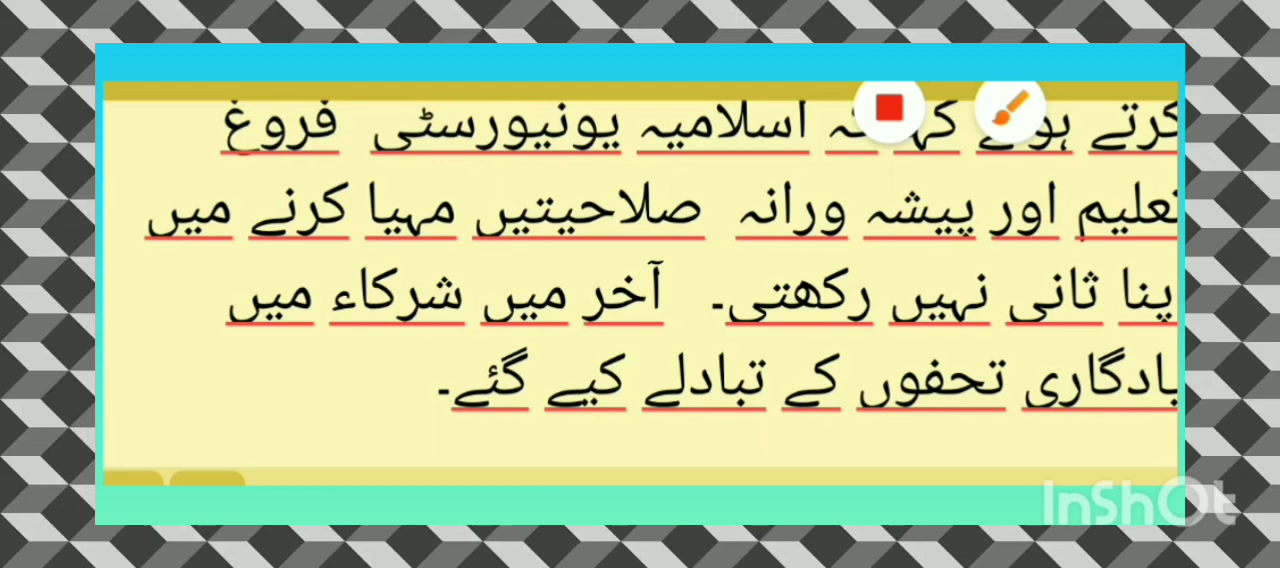 کرتے ہوئے کہا کہ اسلامیہ یونیورسٹی فروغ
تعلیم اور پیشہ ورانہ صلاحیتیں مہیا کرنے میں
اپنا ثانی نہیں رکھتی۔ آخر میں شرکاء میں
یادگاری تحفوں کے تبادلے کیے گئے۔
InShOt